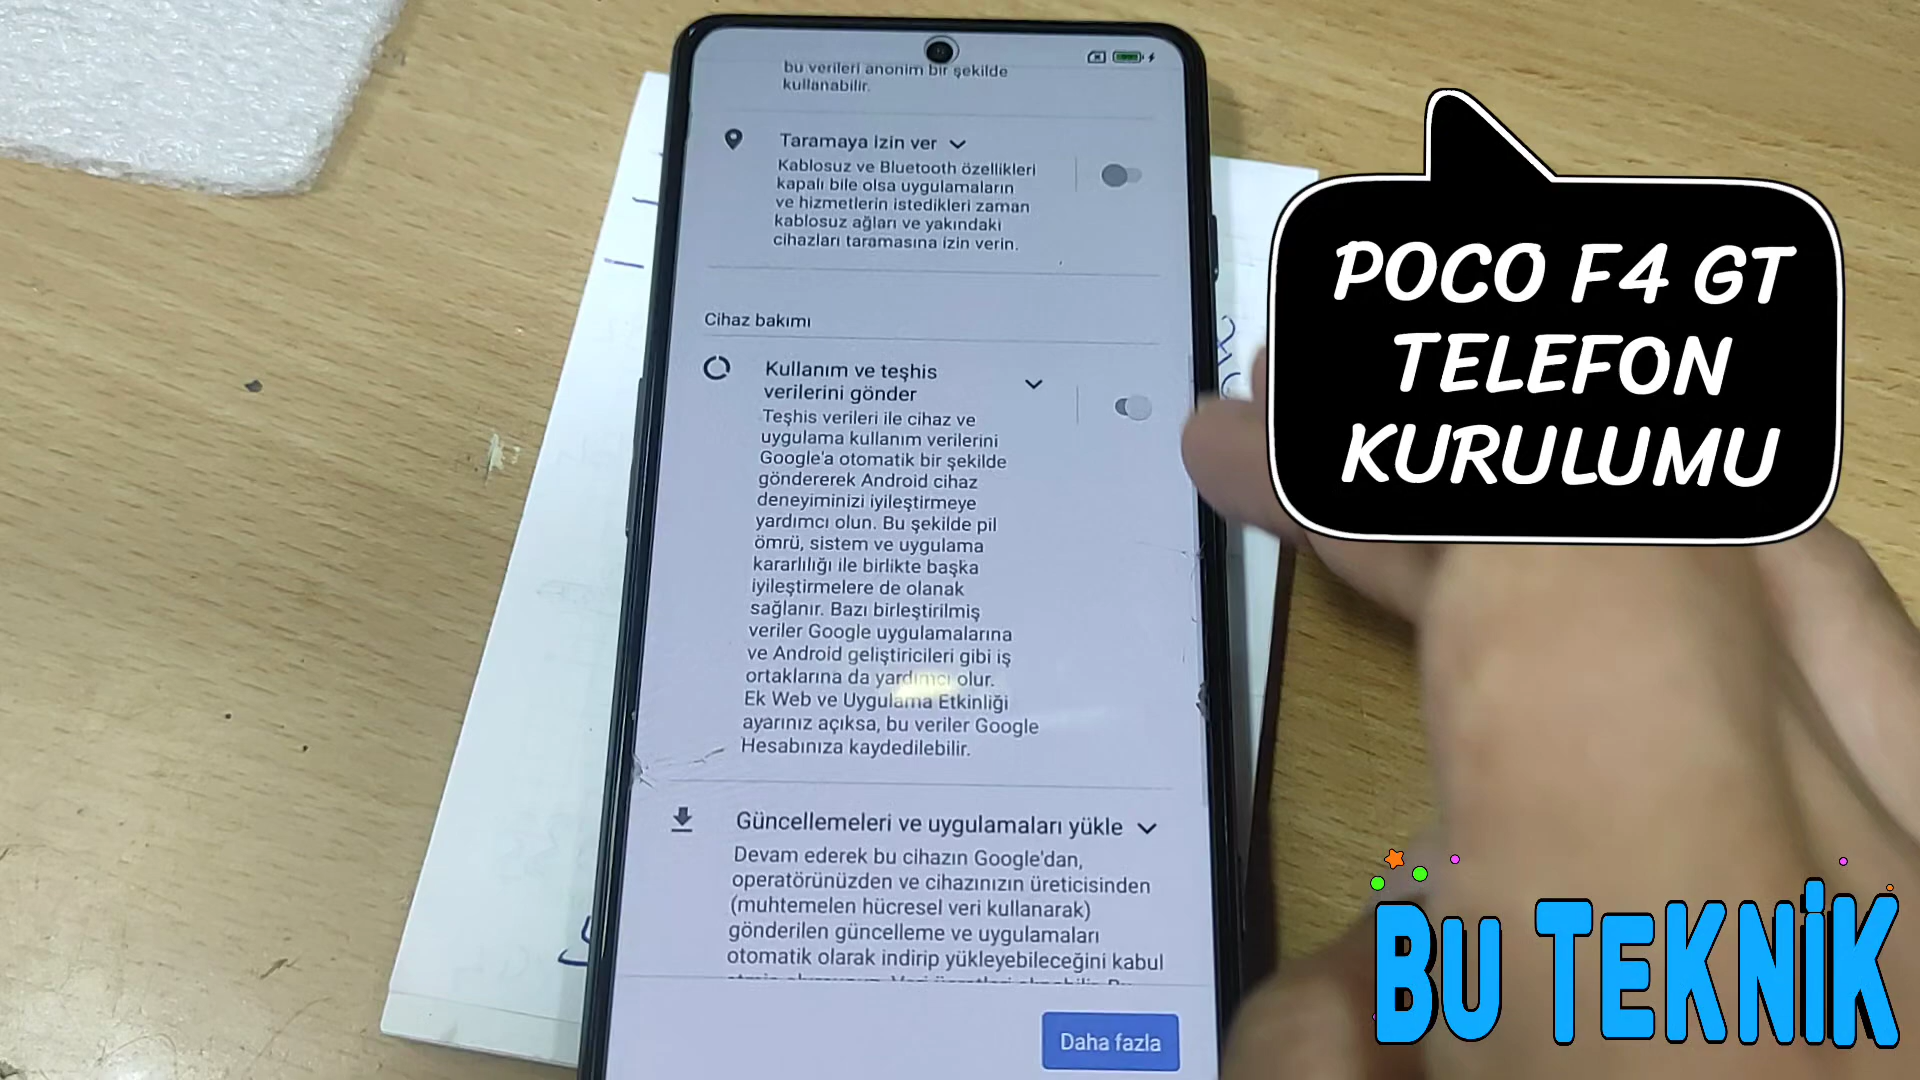 bu verileri anonim bir şekilde
kullanabilir.
Taramaya izin ver
Kablosuz ve Bluetooth özellikleri
kapalı bile olsa uygulamaların
ve hizmetlerin istedikleri zaman
kablosuz ağları ve yakındaki
cihazları taramasına izin verin.
Cihaz bakımı
Kullanım ve teşhis
verilerini gönder
Teşhis verileri ile cihaz ve
uygulama kullanım verilerini
Google'a otomatik bir şekilde
göndererek Android cihaz
deneyiminizi iyileştirmeye
yardımcı olun. Bu şekilde pil
ömrü, sistem ve uygulama
kararlılığı ile birlikte başka
iyileştirmelere de olanak
sağlanır. Bazı birleştirilmiş
veriler Google uygulamalarına
ve Android geliştiricileri gibi iş
ortaklarına da yardımcı olur.
Ek Web ve Uygulama Etkinliği
ayarınız açıksa, bu veriler Google
Hesabınıza kaydedilebilir.
Güncellemeleri ve uygulamaları yükle
Devam ederek bu cihazın Google'dan,
operatörünüzden ve cihazınızın üreticisinden
(muhtemelen hücresel veri kullanarak)
gönderilen güncelleme ve uygulamaları
otomatik olarak indirip yükleyebileceğini kabul
Daha fazla
POCO F4 GT
TELEFON
KURULUMU
BU TEKNİK